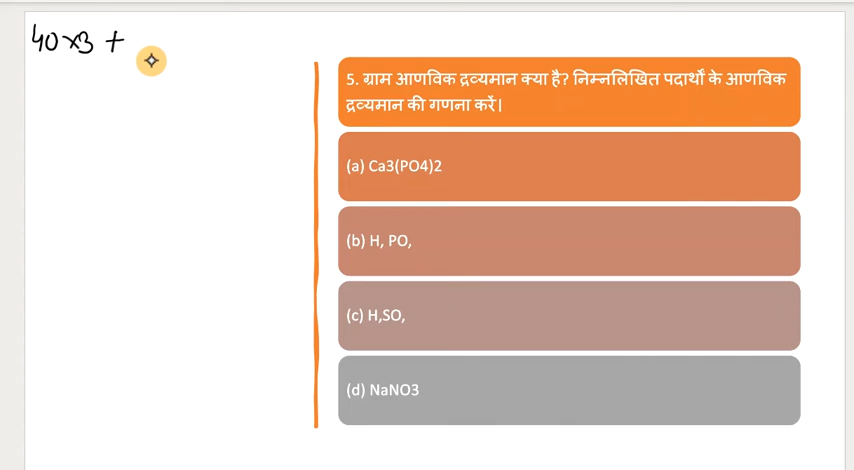 40×3 +
5. ग्राम आणविक द्रव्यमान क्या है? निम्नलिखित पदार्थों के आणविक
द्रव्यमान की गणना करें।
(a) Ca3(PO4)2
(b) H, PO,
(c) H,SO,
(d) NaNO3